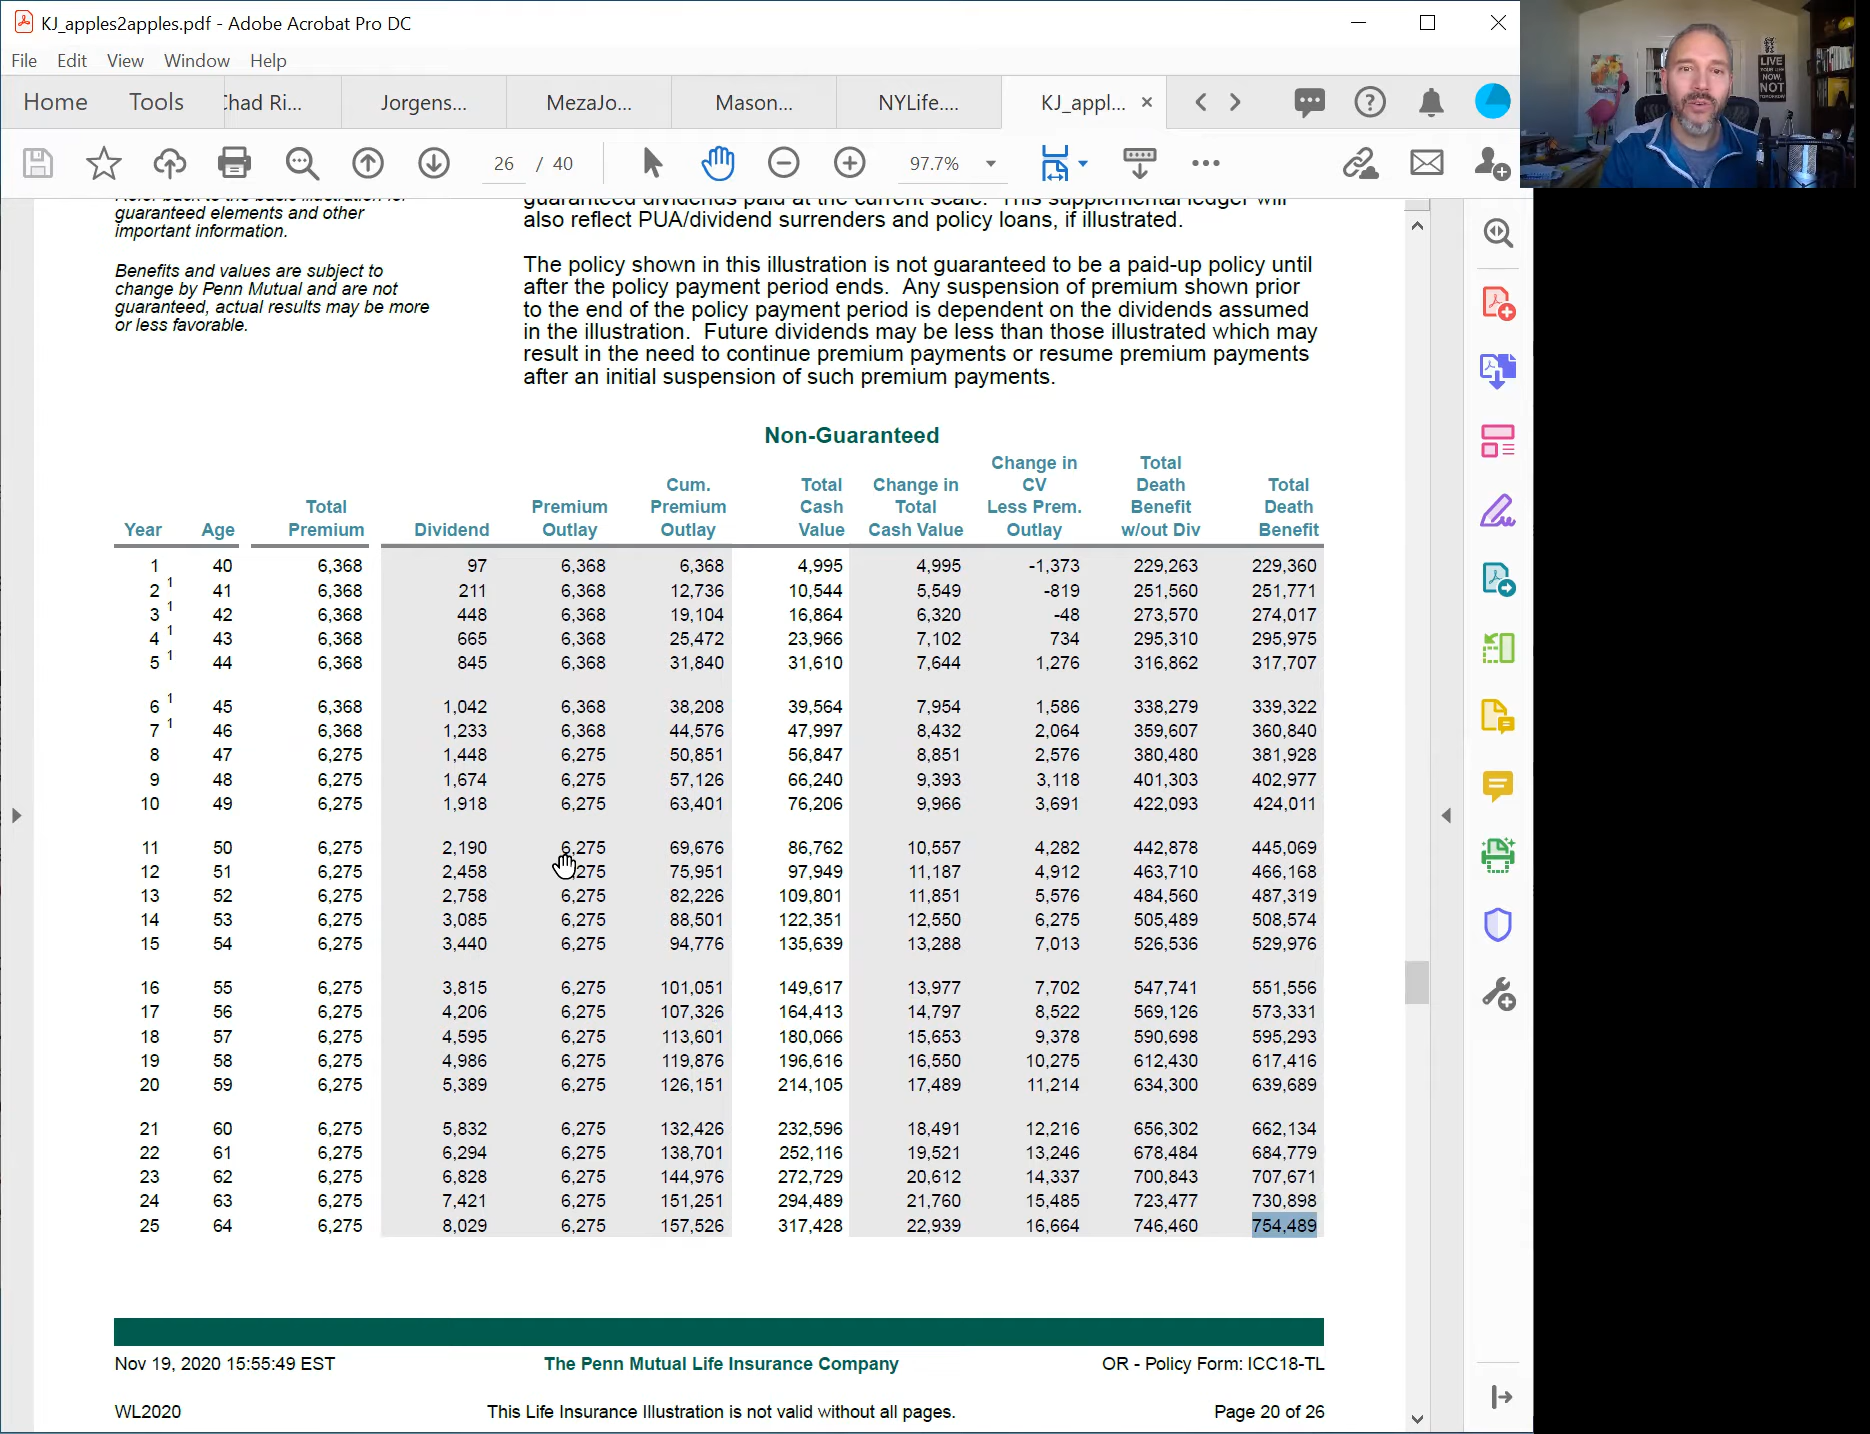 KJ_apples2apples.pdf - Adobe Acrobat Pro DC
File Edit View Window Help
Home Tools Chad Ri... Jorgens... MezaJo... Mason... NYLife.... KJ_appl... ×
26 / 40 97.7%
LIVE
NOW,
NOT
Refer back to the basic illustration for
guaranteed elements and other
important information.
Benefits and values are subject to
change by Penn Mutual and are not
guaranteed, actual results may be more
or less favorable.
guaranteed dividends paid at the current scale. This supplemental ledger will
also reflect PUA/dividend surrenders and policy loans, if illustrated.
The policy shown in this illustration is not guaranteed to be a paid-up policy until
after the policy payment period ends. Any suspension of premium shown prior
to the end of the policy payment period is dependent on the dividends assumed
in the illustration. Future dividends may be less than those illustrated which may
result in the need to continue premium payments or resume premium payments
after an initial suspension of such premium payments.
Non-Guaranteed
Change in Total
Cum. Total Change in CV Death Total
Total Premium Premium Cash Total Less Prem. Benefit Death
Year Age Premium Dividend Outlay Outlay Value Cash Value Outlay w/out Div Benefit
1 40 6,368 97 6,368 6,368 4,995 4,995 -1,373 229,263 229,360
2 1 41 6,368 211 6,368 12,736 10,544 5,549 -819 251,560 251,771
3 1 42 6,368 448 6,368 19,104 16,864 6,320 -48 273,570 274,017
4 1 43 6,368 665 6,368 25,472 23,966 7,102 734 295,310 295,975
5 1 44 6,368 845 6,368 31,840 31,610 7,644 1,276 316,862 317,707
6 1 45 6,368 1,042 6,368 38,208 39,564 7,954 1,586 338,279 339,322
7 1 46 6,368 1,233 6,368 44,576 47,997 8,432 2,064 359,607 360,840
8 47 6,275 1,448 6,275 50,851 56,847 8,851 2,576 380,480 381,928
9 48 6,275 1,674 6,275 57,126 66,240 9,393 3,118 401,303 402,977
10 49 6,275 1,918 6,275 63,401 76,206 9,966 3,691 422,093 424,011
11 50 6,275 2,190 6,275 69,676 86,762 10,557 4,282 442,878 445,069
12 51 6,275 2,458 6,275 75,951 97,949 11,187 4,912 463,710 466,168
13 52 6,275 2,758 6,275 82,226 109,801 11,851 5,576 484,560 487,319
14 53 6,275 3,085 6,275 88,501 122,351 12,550 6,275 505,489 508,574
15 54 6,275 3,440 6,275 94,776 135,639 13,288 7,013 526,536 529,976
16 55 6,275 3,815 6,275 101,051 149,617 13,977 7,702 547,741 551,556
17 56 6,275 4,206 6,275 107,326 164,413 14,797 8,522 569,126 573,331
18 57 6,275 4,595 6,275 113,601 180,066 15,653 9,378 590,698 595,293
19 58 6,275 4,986 6,275 119,876 196,616 16,550 10,275 612,430 617,416
20 59 6,275 5,389 6,275 126,151 214,105 17,489 11,214 634,300 639,689
21 60 6,275 5,832 6,275 132,426 232,596 18,491 12,216 656,302 662,134
22 61 6,275 6,294 6,275 138,701 252,116 19,521 13,246 678,484 684,779
23 62 6,275 6,828 6,275 144,976 272,729 20,612 14,337 700,843 707,671
24 63 6,275 7,421 6,275 151,251 294,489 21,760 15,485 723,477 730,898
25 64 6,275 8,029 6,275 157,526 317,428 22,939 16,664 746,460 754,489
Nov 19, 2020 15:55:49 EST The Penn Mutual Life Insurance Company OR - Policy Form: ICC18-TL
WL2020 This Life Insurance Illustration is not valid without all pages. Page 20 of 26